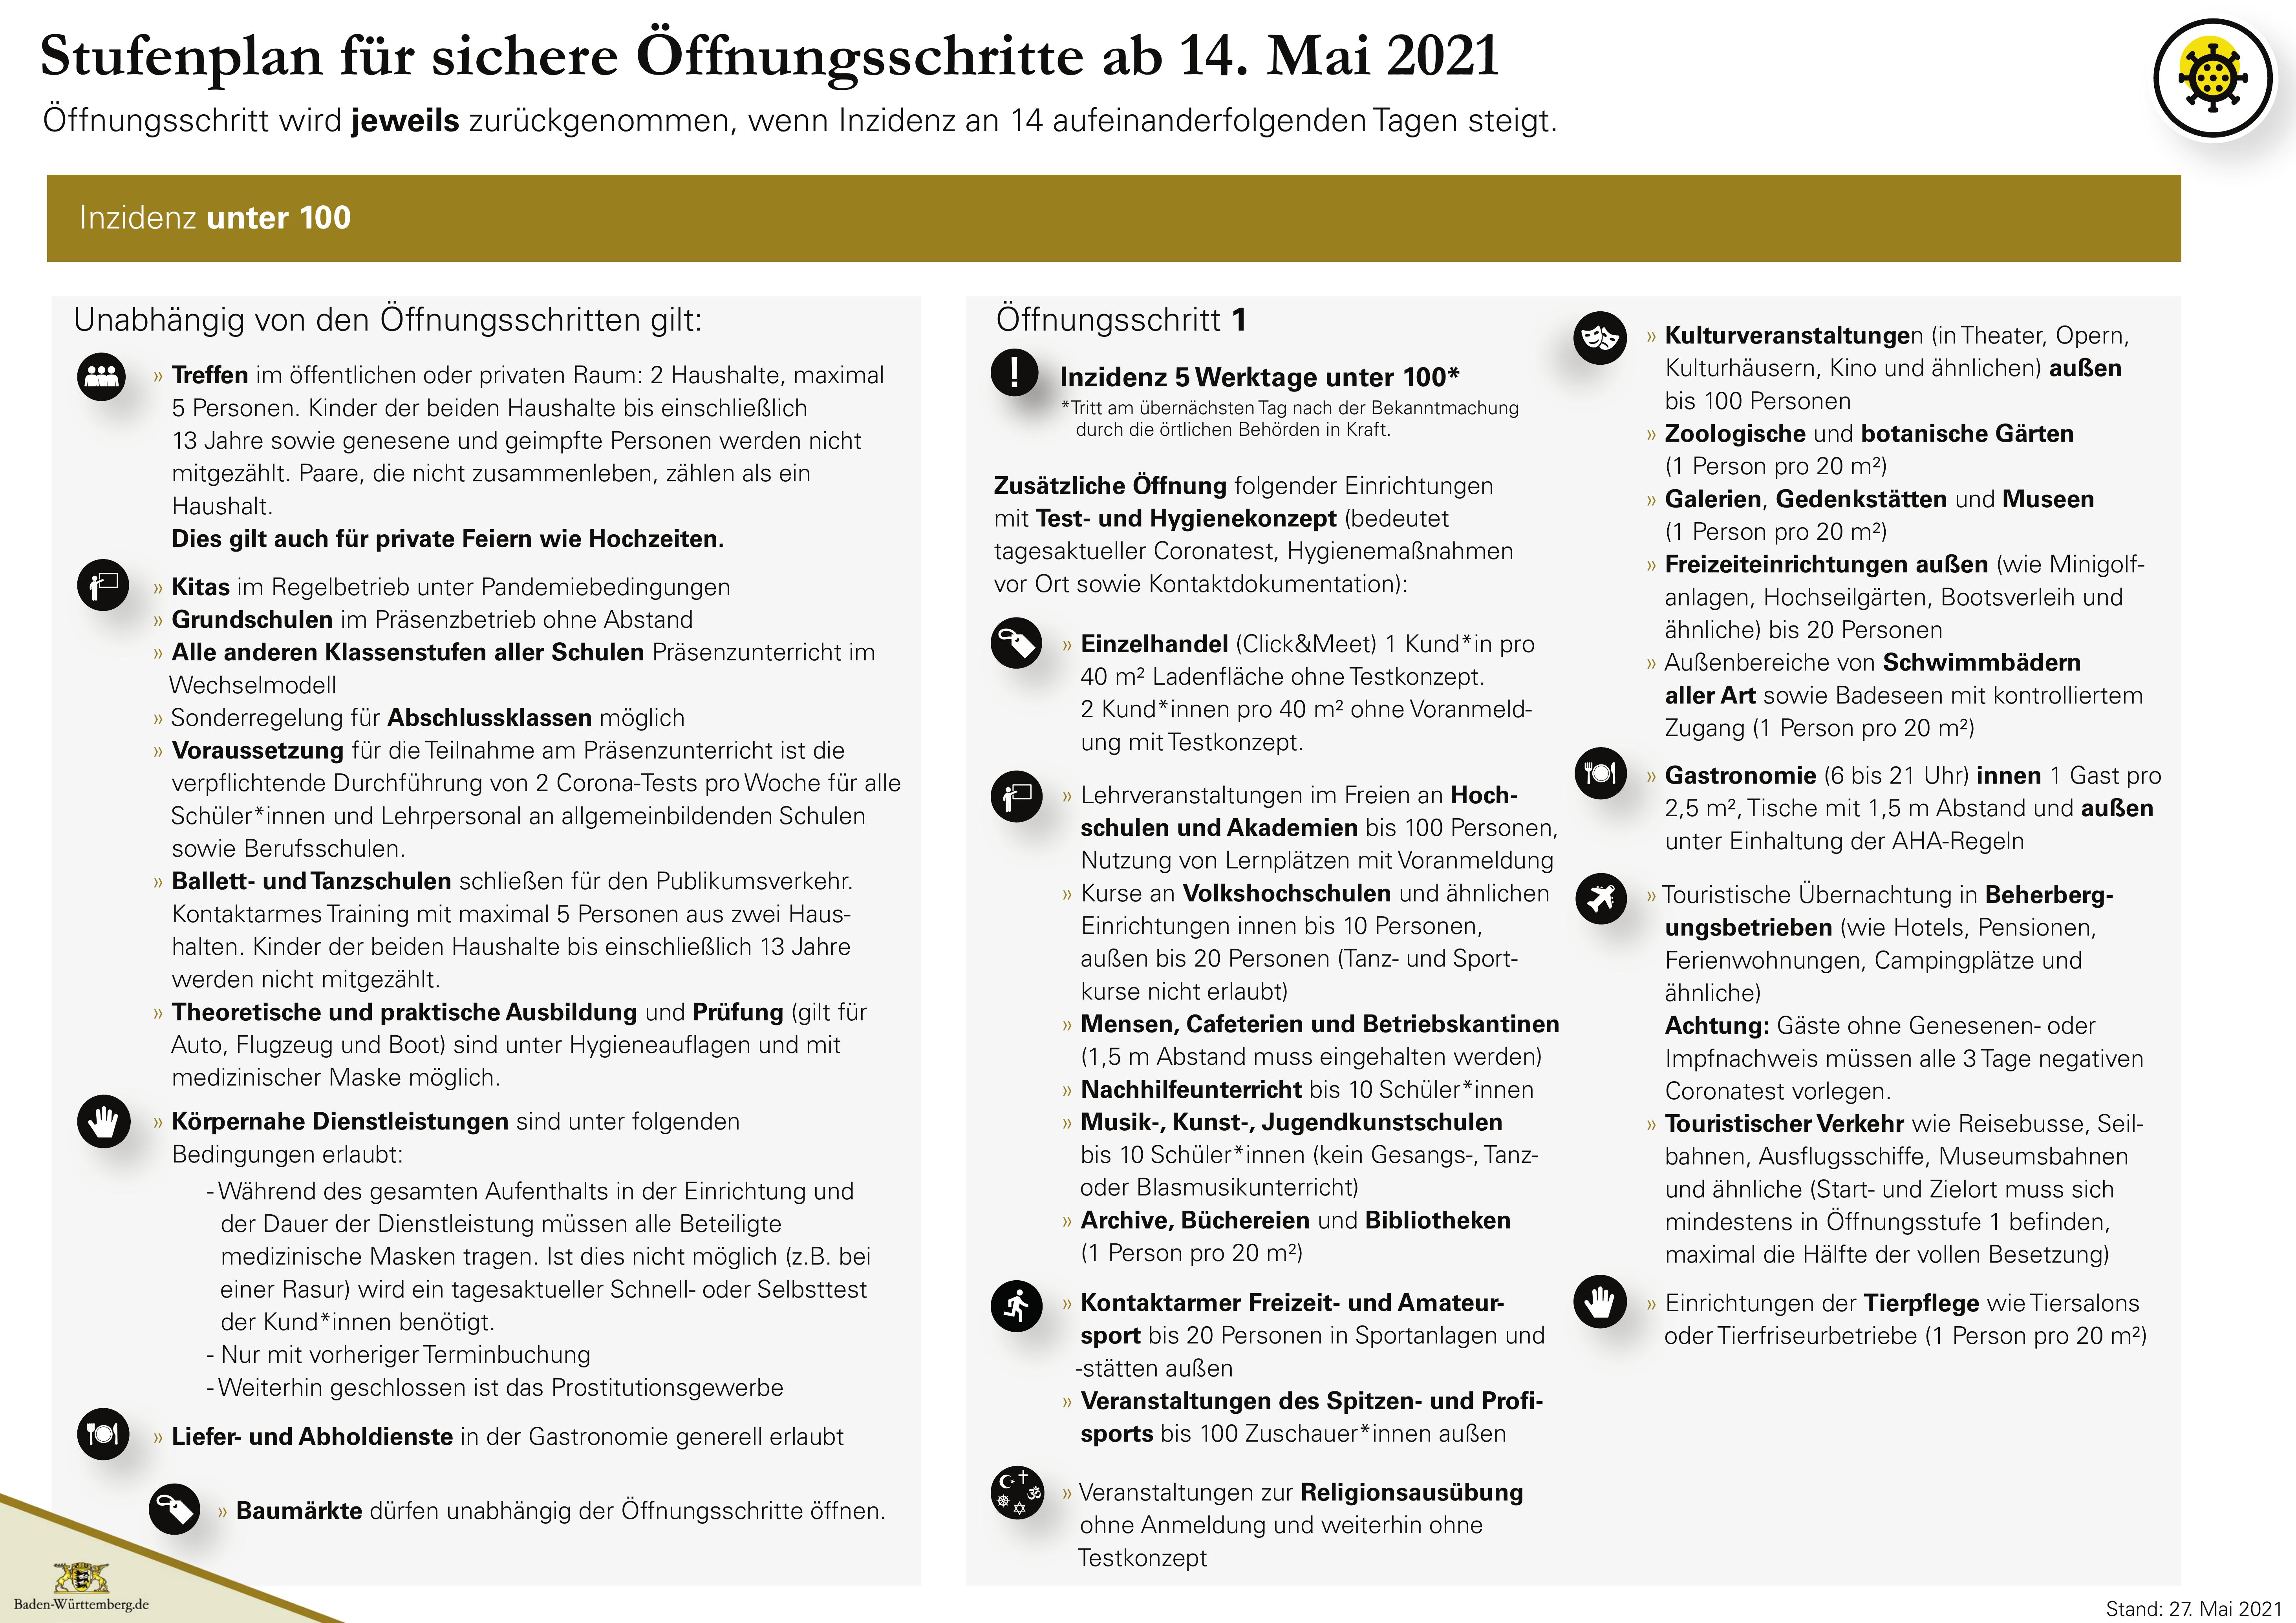 Stufenplan für sichere Öffnungsschritte ab 14. Mai 2021
Öffnungsschritt wird jeweils zurückgenommen, wenn Inzidenz an 14 aufeinanderfolgenden Tagen steigt.
Inzidenz unter 100
Unabhängig von den Öffnungsschritten gilt:
» Treffen im öffentlichen oder privaten Raum: 2 Haushalte, maximal
5 Personen. Kinder der beiden Haushalte bis einschließlich
13 Jahre sowie genesene und geimpfte Personen werden nicht
mitgezählt. Paare, die nicht zusammenleben, zählen als ein
Haushalt.
Dies gilt auch für private Feiern wie Hochzeiten.
» Kitas im Regelbetrieb unter Pandemiebedingungen
» Grundschulen im Präsenzbetrieb ohne Abstand
» Alle anderen Klassenstufen aller Schulen Präsenzunterricht im
Wechselmodell
» Sonderregelung für Abschlussklassen möglich
» Voraussetzung für die Teilnahme am Präsenzunterricht ist die
verpflichtende Durchführung von 2 Corona-Tests pro Woche für alle
Schüler*innen und Lehrpersonal an allgemeinbildenden Schulen
sowie Berufsschulen.
» Ballett- und Tanzschulen schließen für den Publikumsverkehr.
Kontaktarmes Training mit maximal 5 Personen aus zwei Haus-
halten. Kinder der beiden Haushalte bis einschließlich 13 Jahre
werden nicht mitgezählt.
» Theoretische und praktische Ausbildung und Prüfung (gilt für
Auto, Flugzeug und Boot) sind unter Hygieneauflagen und mit
medizinischer Maske möglich.
» Körpernahe Dienstleistungen sind unter folgenden
Bedingungen erlaubt:
- Während des gesamten Aufenthalts in der Einrichtung und
der Dauer der Dienstleistung müssen alle Beteiligte
medizinische Masken tragen. Ist dies nicht möglich (z.B. bei
einer Rasur) wird ein tagesaktueller Schnell- oder Selbsttest
der Kund*innen benötigt.
- Nur mit vorheriger Terminbuchung
- Weiterhin geschlossen ist das Prostitutionsgewerbe
» Liefer- und Abholdienste in der Gastronomie generell erlaubt
» Baumärkte dürfen unabhängig der Öffnungsschritte öffnen.
Öffnungsschritt 1
Inzidenz 5 Werktage unter 100*
*Tritt am übernächsten Tag nach der Bekanntmachung
durch die örtlichen Behörden in Kraft.
Zusätzliche Öffnung folgender Einrichtungen
mit Test- und Hygienekonzept (bedeutet
tagesaktueller Coronatest, Hygienemaßnahmen
vor Ort sowie Kontaktdokumentation):
» Einzelhandel (Click&Meet) 1 Kund*in pro
40 m² Ladenfläche ohne Testkonzept.
2 Kund*innen pro 40 m² ohne Voranmeld-
ung mit Testkonzept.
» Lehrveranstaltungen im Freien an Hoch-
schulen und Akademien bis 100 Personen,
Nutzung von Lernplätzen mit Voranmeldung
» Kurse an Volkshochschulen und ähnlichen
Einrichtungen innen bis 10 Personen,
außen bis 20 Personen (Tanz- und Sport-
kurse nicht erlaubt)
» Mensen, Cafeterien und Betriebskantinen
(1,5 m Abstand muss eingehalten werden)
» Nachhilfeunterricht bis 10 Schüler*innen
» Musik-, Kunst-, Jugendkunstschulen
bis 10 Schüler*innen (kein Gesangs-, Tanz-
oder Blasmusikunterricht)
» Archive, Büchereien und Bibliotheken
(1 Person pro 20 m²)
» Kontaktarmer Freizeit- und Amateur-
sport bis 20 Personen in Sportanlagen und
-stätten außen
» Veranstaltungen des Spitzen- und Profi-
sports bis 100 Zuschauer*innen außen
» Veranstaltungen zur Religionsausübung
ohne Anmeldung und weiterhin ohne
Testkonzept
» Kulturveranstaltungen (in Theater, Opern,
Kulturhäusern, Kino und ähnlichen) außen
bis 100 Personen
» Zoologische und botanische Gärten
(1 Person pro 20 m²)
» Galerien, Gedenkstätten und Museen
(1 Person pro 20 m²)
» Freizeiteinrichtungen außen (wie Minigolf-
anlagen, Hochseilgärten, Bootsverleih und
ähnliche) bis 20 Personen
» Außenbereiche von Schwimmbädern
aller Art sowie Badeseen mit kontrolliertem
Zugang (1 Person pro 20 m²)
» Gastronomie (6 bis 21 Uhr) innen 1 Gast pro
2,5 m², Tische mit 1,5 m Abstand und außen
unter Einhaltung der AHA-Regeln
» Touristische Übernachtung in Beherberg-
ungsbetrieben (wie Hotels, Pensionen,
Ferienwohnungen, Campingplätze und
ähnliche)
Achtung: Gäste ohne Genesenen- oder
Impfnachweis müssen alle 3 Tage negativen
Coronatest vorlegen.
» Touristischer Verkehr wie Reisebusse, Seil-
bahnen, Ausflugsschiffe, Museumsbahnen
und ähnliche (Start- und Zielort muss sich
mindestens in Öffnungsstufe 1 befinden,
maximal die Hälfte der vollen Besetzung)
» Einrichtungen der Tierpflege wie Tiersalons
oder Tierfriseurbetriebe (1 Person pro 20 m²)
Baden-Württemberg.de
Stand: 27. Mai 2021